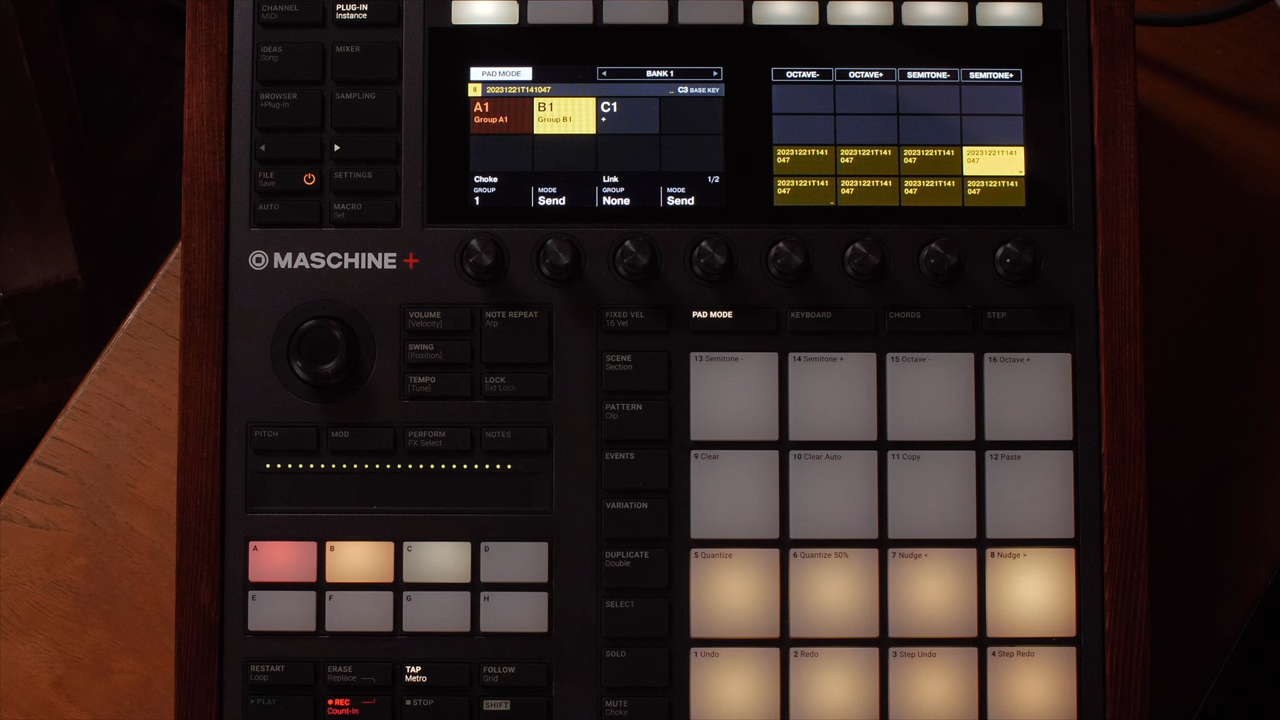 CHANNEL
MIDI
PLUG-IN
Instance
IDEAS
Song
MIXER
BROWSER
+Plug-In
SAMPLING
FILE
Save
SETTINGS
AUTO
MACRO
Set
PAD MODE
BANK 1
8 20231221T141047
C3 BASE KEY
A1
Group A1
B1
Group B1
C1
+
Choke
Link
1/2
GROUP
MODE
GROUP
MODE
1
Send
None
Send
OCTAVE-
OCTAVE+
SEMITONE-
SEMITONE+
20231221T141
047
20231221T141
047
20231221T141
047
20231221T141
047
20231221T141
047
20231221T141
047
20231221T141
047
20231221T141
047
MASCHINE +
VOLUME
[Velocity]
NOTE REPEAT
Arp
SWING
[Position]
TEMPO
[Tune]
LOCK
Ext Lock
PITCH
MOD
PERFORM
FX Select
NOTES
A
B
C
D
E
F
G
H
RESTART
Loop
ERASE
Replace
TAP
Metro
FOLLOW
Grid
PLAY
REC
Count-In
STOP
SHIFT
FIXED VEL
16 Vel
PAD MODE
KEYBOARD
CHORDS
STEP
SCENE
Section
PATTERN
Clip
EVENTS
VARIATION
DUPLICATE
Double
SELECT
SOLO
MUTE
Choke
13 Semitone -
14 Semitone +
15 Octave -
16 Octave +
9 Clear
10 Clear Auto
11 Copy
12 Paste
5 Quantize
6 Quantize 50%
7 Nudge <
8 Nudge >
1 Undo
2 Redo
3 Step Undo
4 Step Redo